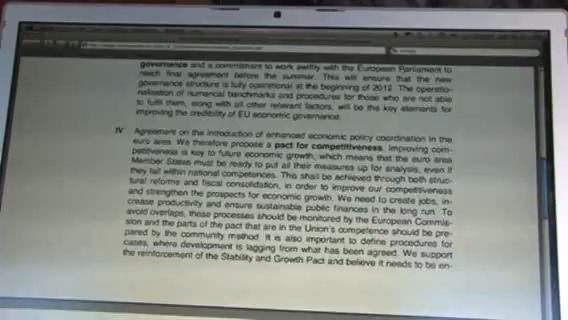 governance and a commitment to work swiftly with the European Parliament to
reach final agreement before the summer. This will ensure that the new
governance structure is fully operational at the beginning of 2012. The operatio-
nalisation of numerical benchmarks and procedures for those who are not able
to fulfil them, along with all other relevant factors, will be the key elements for
improving the credibility of EU economic governance.
IV Agreement on the introduction of enhanced economic policy coordination in the
euro area. We therefore propose a pact for competitiveness. Improving com-
petitiveness is key to future economic growth, which means that the euro area
Member States must be ready to put all their measures up for analysis, even if
they fall within national competences. This shall be achieved through both struc-
tural reforms and fiscal consolidation, in order to improve our competitiveness
and strengthen the prospects for economic growth. We need to create jobs, in-
crease productivity and ensure sustainable public finances in the long run. To
avoid overlaps, these processes should be monitored by the European Commis-
sion and the parts of the pact that are in the Union's competence should be pre-
pared by the community method. It is also important to define procedures for
cases, where development is lagging from what has been agreed. We support
the reinforcement of the Stability and Growth Pact and believe it needs to be en-